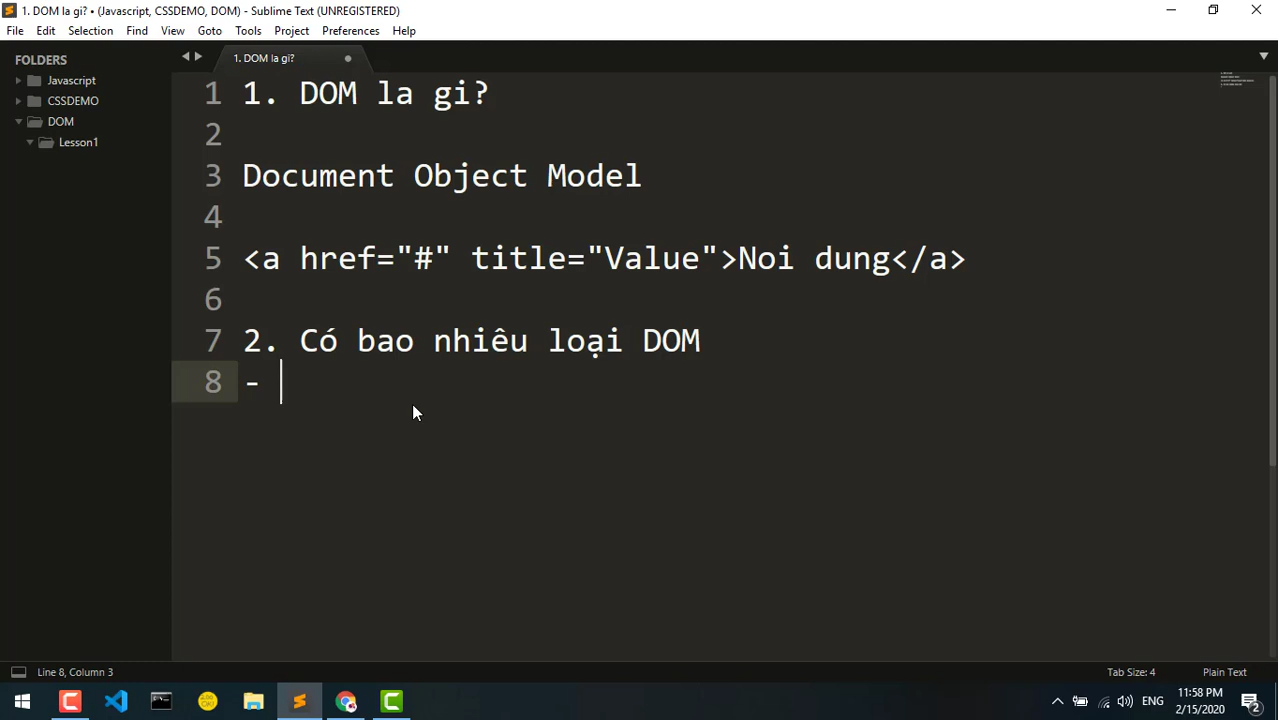 1. DOM la gi? • (Javascript, CSSDEMO, DOM) - Sublime Text (UNREGISTERED)
File Edit Selection Find View Goto Tools Project Preferences Help
FOLDERS
Javascript
CSSDEMO
DOM
Lesson1
1. DOM la gi?
1 1. DOM la gi?
2
3 Document Object Model
4
5 <a href="#" title="Value">Noi dung</a>
6
7 2. Có bao nhiêu loại DOM
8 -
Line 8, Column 3
Tab Size: 4
Plain Text
ENG
11:58 PM
2/15/2020
2